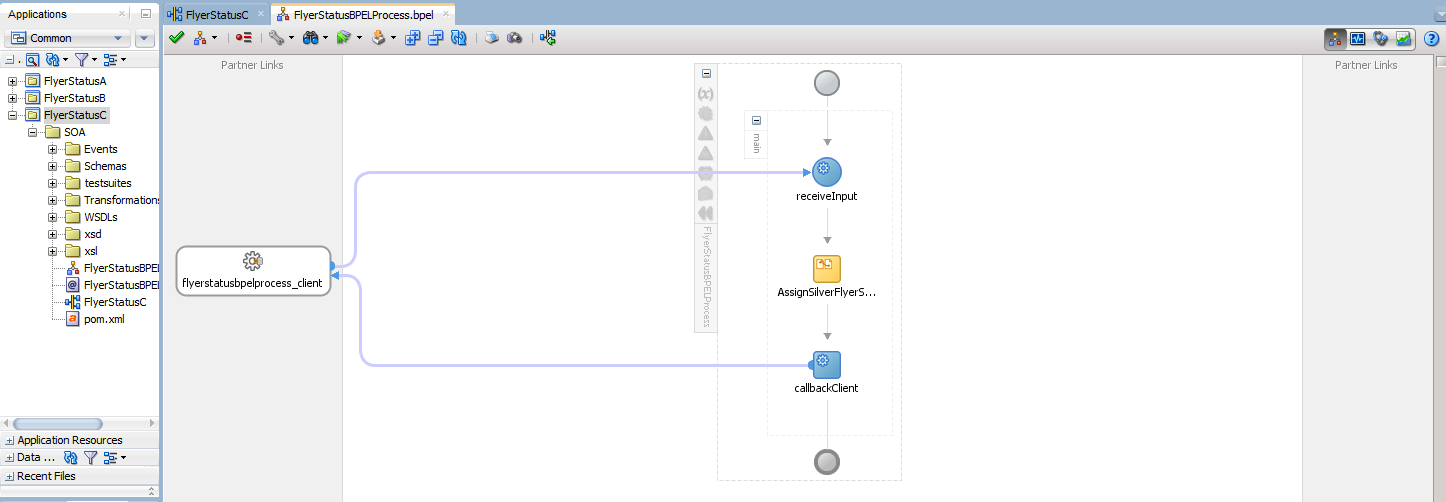 Applications
FlyerStatusC
FlyerStatusBPELProcess.bpel
Common
Partner Links
Partner Links
FlyerStatusA
FlyerStatusB
FlyerStatusC
SOA
Events
Schemas
testsuites
Transformations
WSDLs
xsd
xsl
FlyerStatusBPEL
FlyerStatusBPEL
FlyerStatusC
pom.xml
(x)
main
receiveInput
FlyerStatusBPELProcess
flyerstatusbpelprocess_client
AssignSilverFlyerS...
callbackClient
Application Resources
Data ...
Recent Files